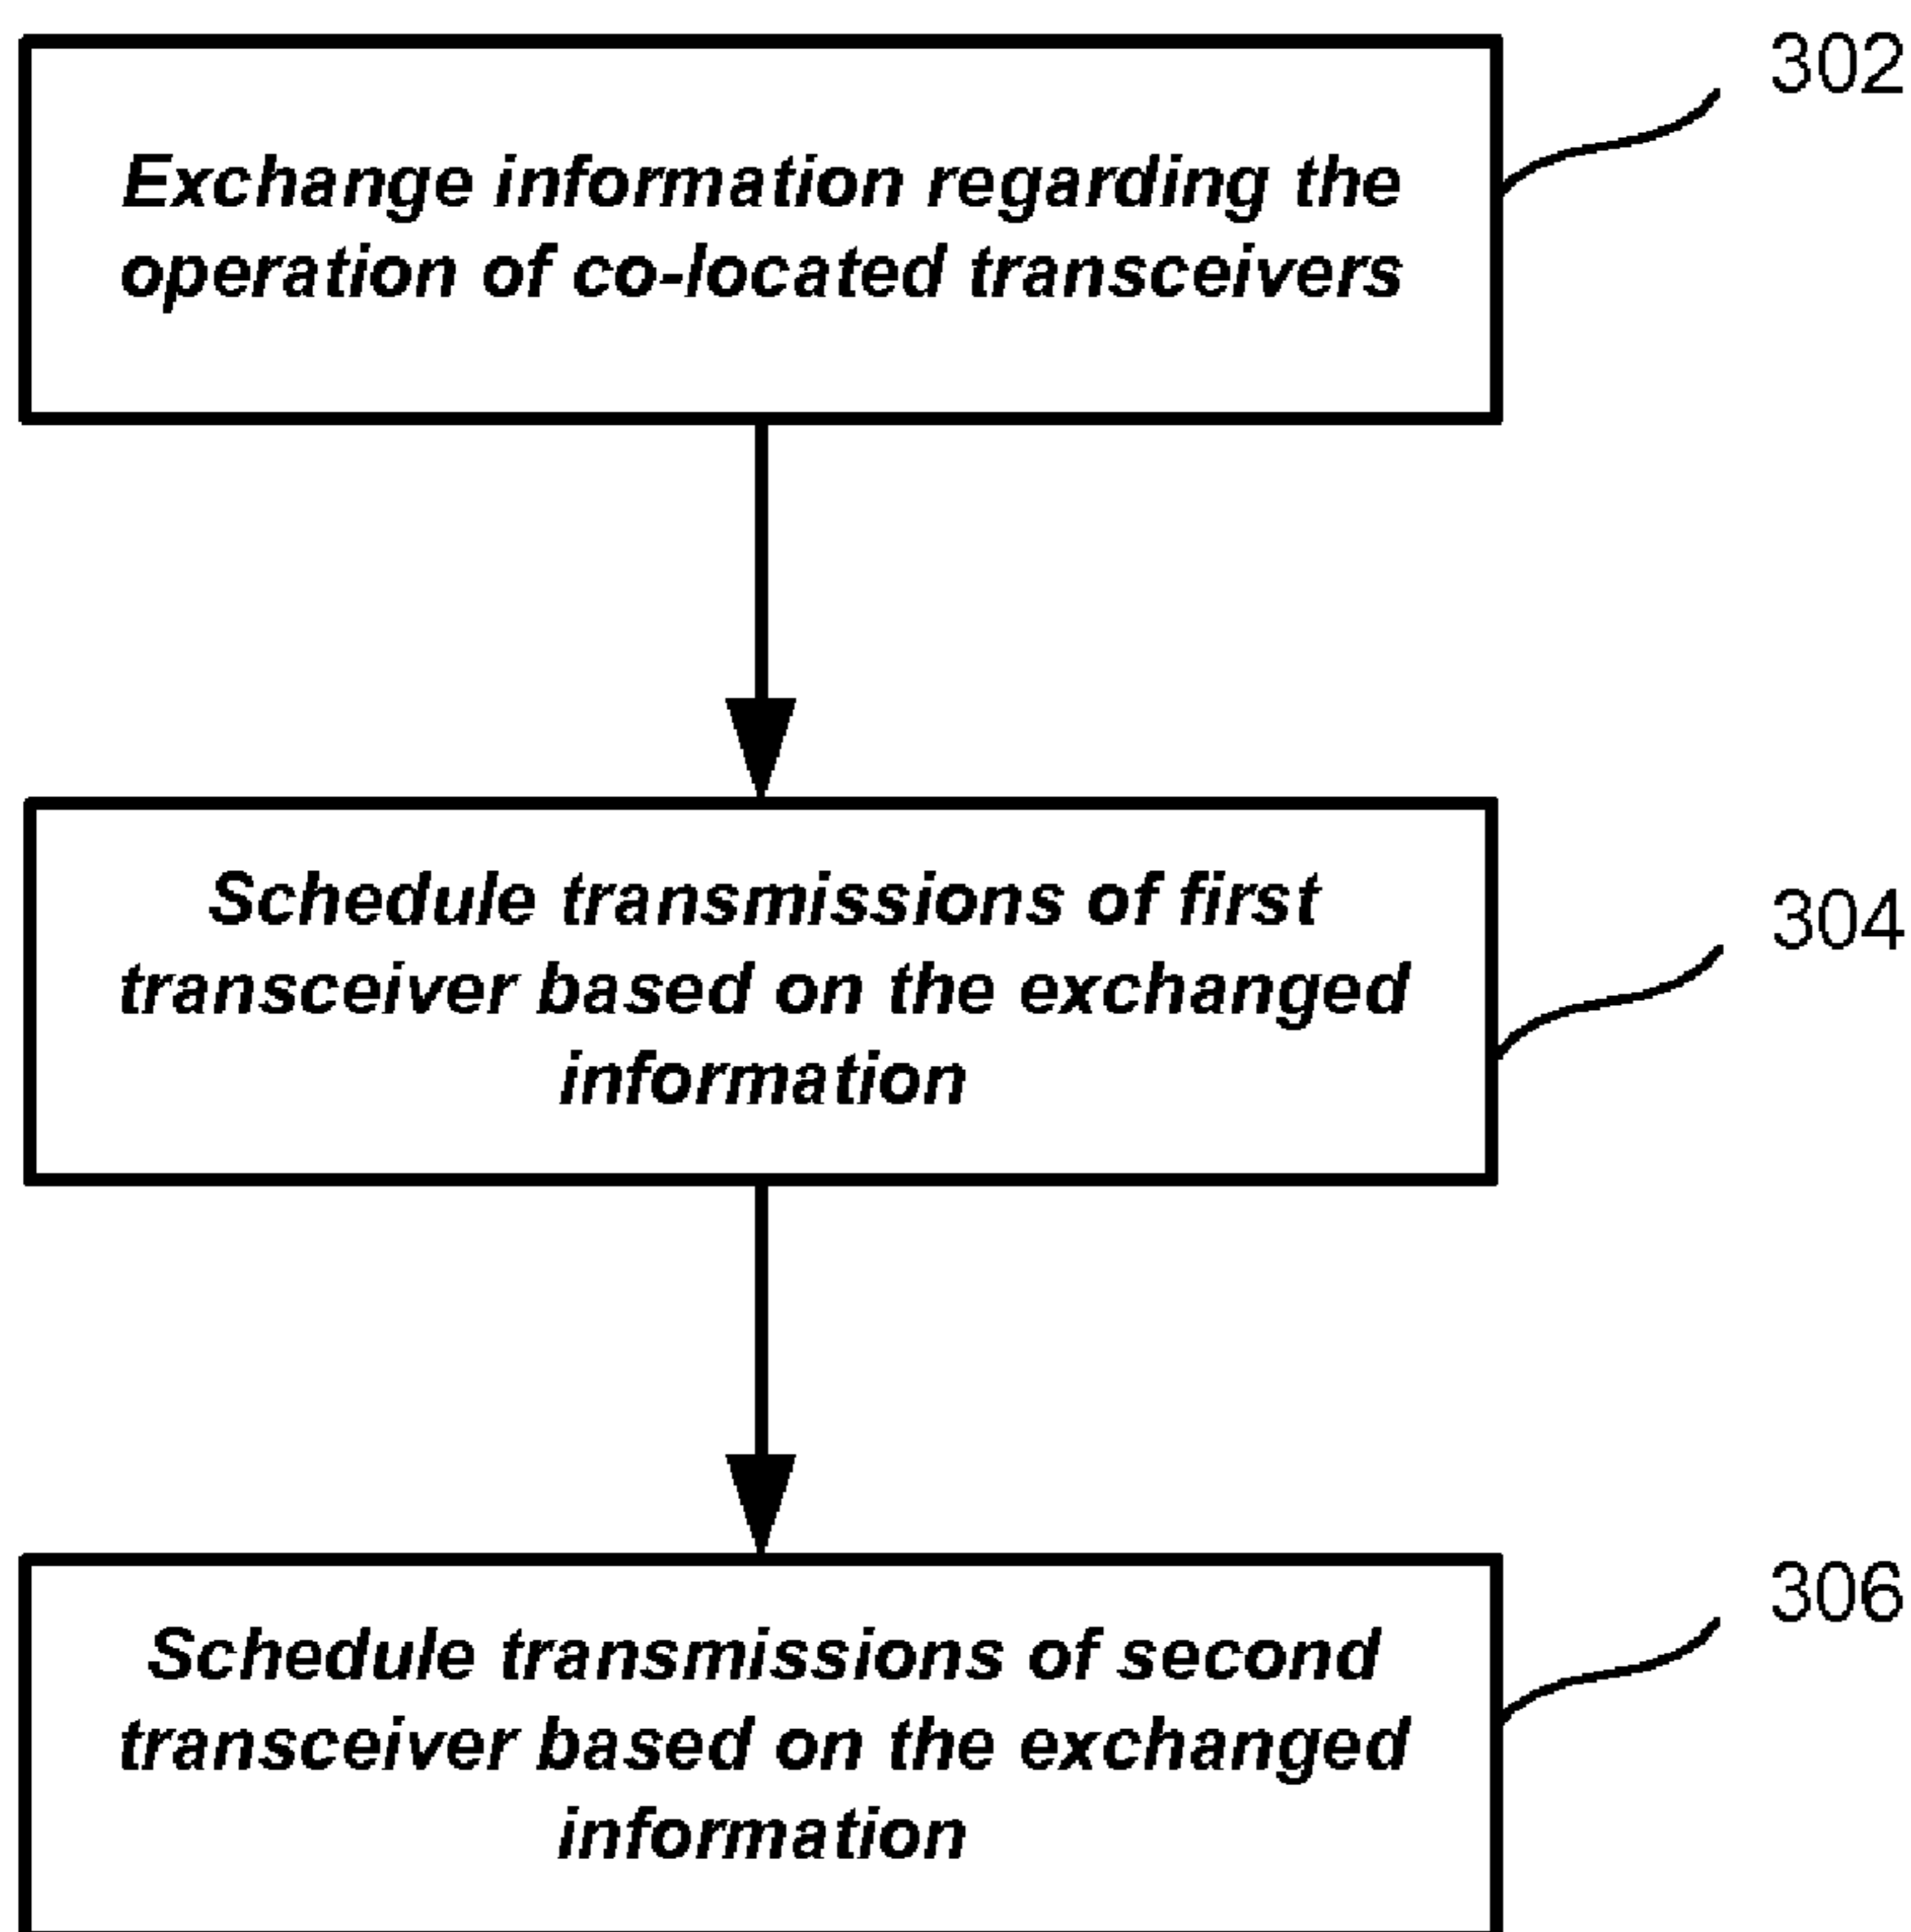 302
Exchange information regarding the
operation of co-located transceivers
Schedule transmissions of first
304
transceiver based on the exchanged
information
306
Schedule transmissions of second
transceiver based on the exchanged
information